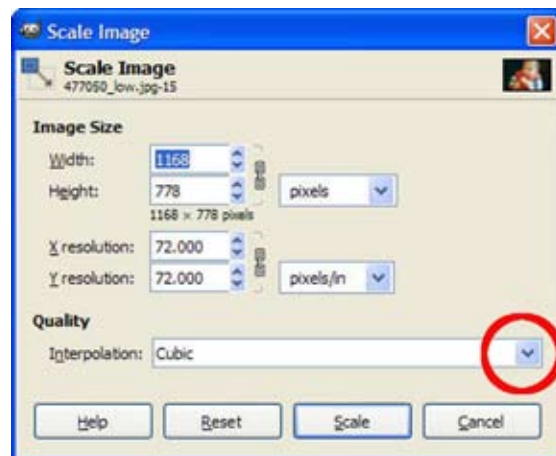 Scale Image
Scale Image
477050_low.jpg-15
Image Size
Width: 1168
Height: 778 pixels
1168 × 778 pixels
X resolution: 72.000
Y resolution: 72.000 pixels/in
Quality
Interpolation: Cubic
Help Reset Scale Cancel